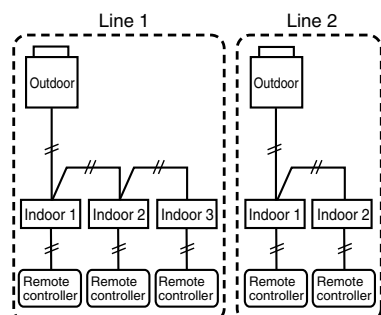 Line 1 Line 2
Outdoor Outdoor
Indoor 1 Indoor 2 Indoor 3 Indoor 1 Indoor 2
Remote Remote Remote Remote Remote
controller controller controller controller controller